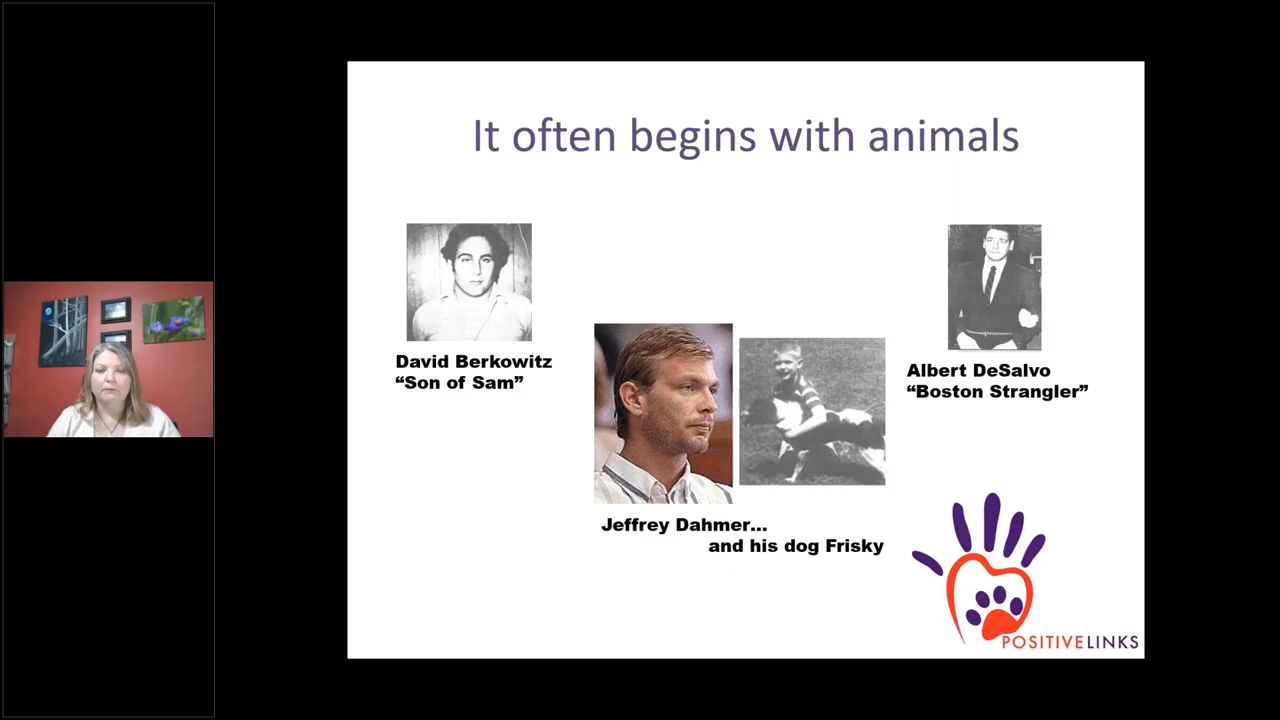 It often begins with animals
David Berkowitz
“Son of Sam”
Albert DeSalvo
“Boston Strangler”
Jeffrey Dahmer...
and his dog Frisky
POSITIVELINKS